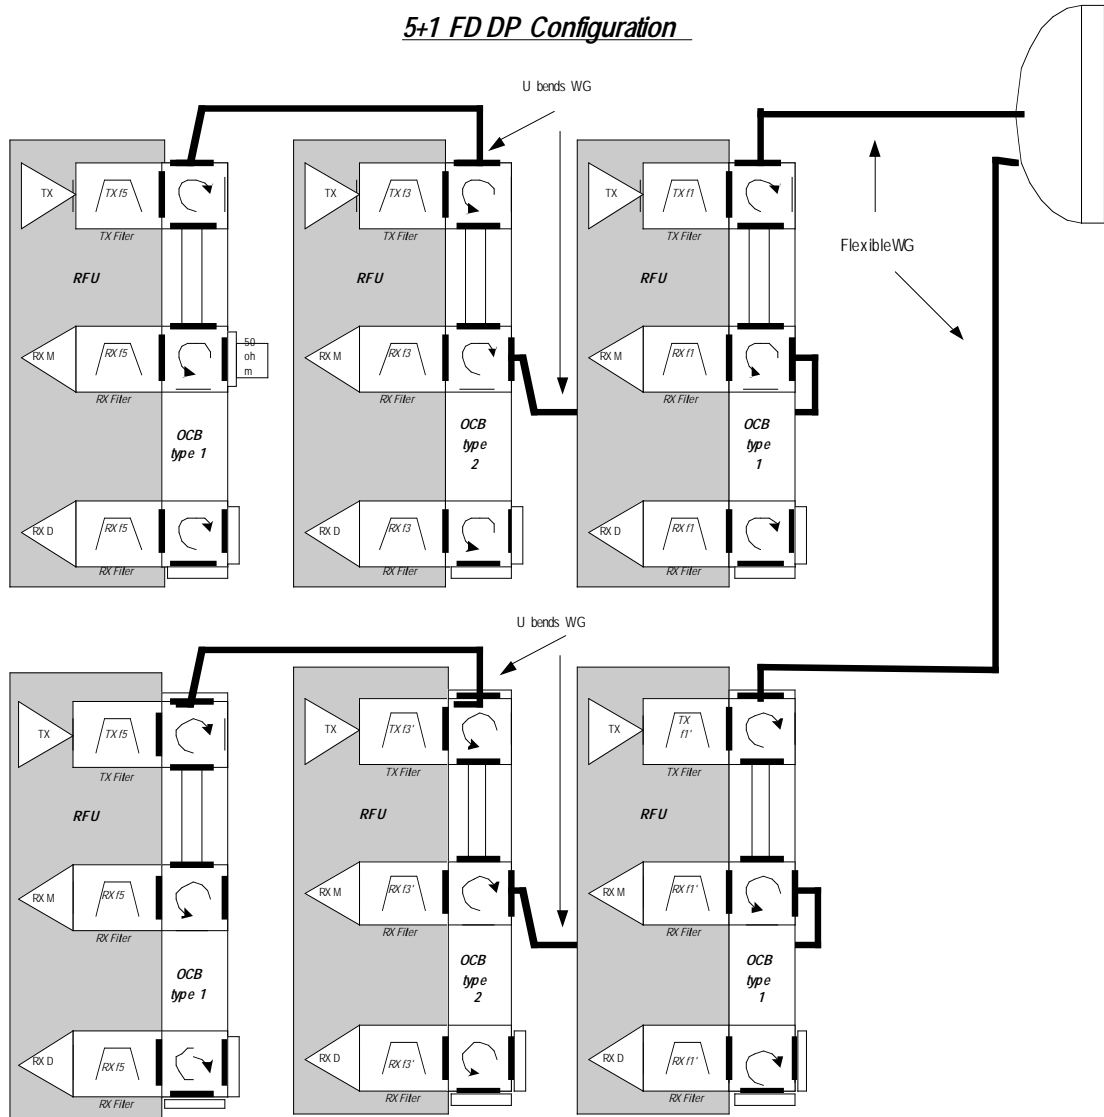 5+1 FD DP Configuration
U bends WG
TX
TX f5
TX Filter
TX
TX f3
TX Filter
TX
TX f1
TX Filter
Flexible WG
RFU
RFU
RFU
RX M
RX f5
50
oh
m
RX Filter
RX M
RX f3
RX Filter
RX M
RX f1
RX Filter
OCB
type 1
OCB
type
2
OCB
type
1
RX D
RX f5
RX Filter
RX D
RX f3
RX Filter
RX D
RX f1
RX Filter
U bends WG
TX
TX f5
TX Filter
TX
TX f3'
TX Filter
TX
TX
f1'
TX Filter
RFU
RFU
RFU
RX M
RX f5
RX Filter
RX M
RX f3'
RX Filter
RX M
RX f1'
RX Filter
OCB
type 1
OCB
type
2
OCB
type
1
RX D
RX f5
RX Filter
RX D
RX f3'
RX Filter
RX D
RX f1'
RX Filter